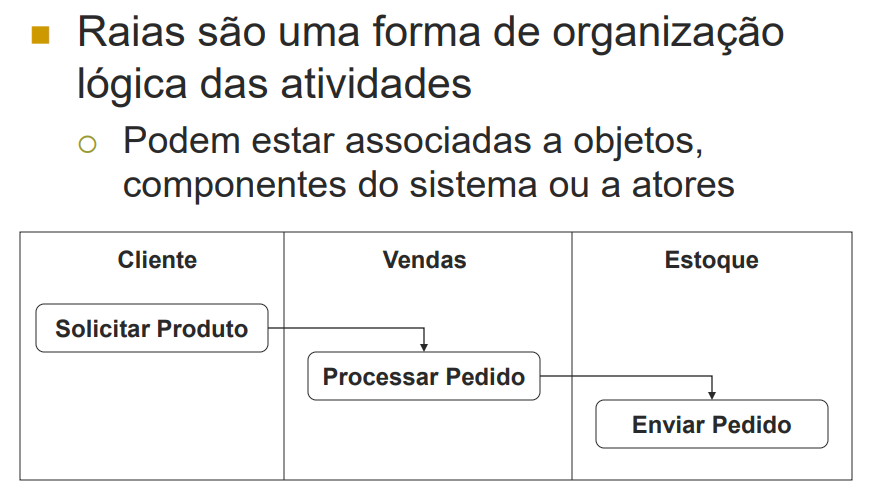 Raias são uma forma de organização
lógica das atividades
Podem estar associadas a objetos,
componentes do sistema ou a atores
Cliente
Vendas
Estoque
Solicitar Produto
Processar Pedido
Enviar Pedido